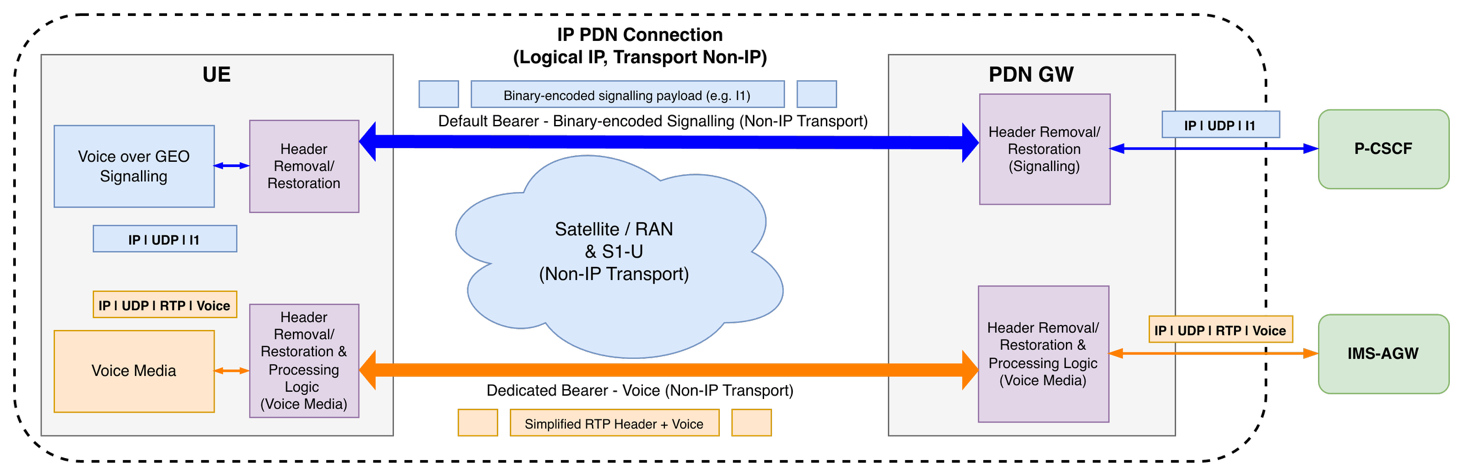 IP PDN Connection
(Logical IP, Transport Non-IP)
UE
PDN GW
Binary-encoded signalling payload (e.g. I1)
Default Bearer - Binary-encoded Signalling (Non-IP Transport)
Voice over GEO
Signalling
Header
Removal/
Restoration
IP | UDP | I1
Header Removal/
Restoration
(Signalling)
IP | UDP | I1
P-CSCF
Satellite / RAN
& S1-U
(Non-IP Transport)
IP | UDP | RTP | Voice
Voice Media
Header
Removal/
Restoration &
Processing
Logic
(Voice Media)
Header Removal/
Restoration &
Processing Logic
(Voice Media)
IP | UDP | RTP | Voice
IMS-AGW
Dedicated Bearer - Voice (Non-IP Transport)
Simplified RTP Header + Voice